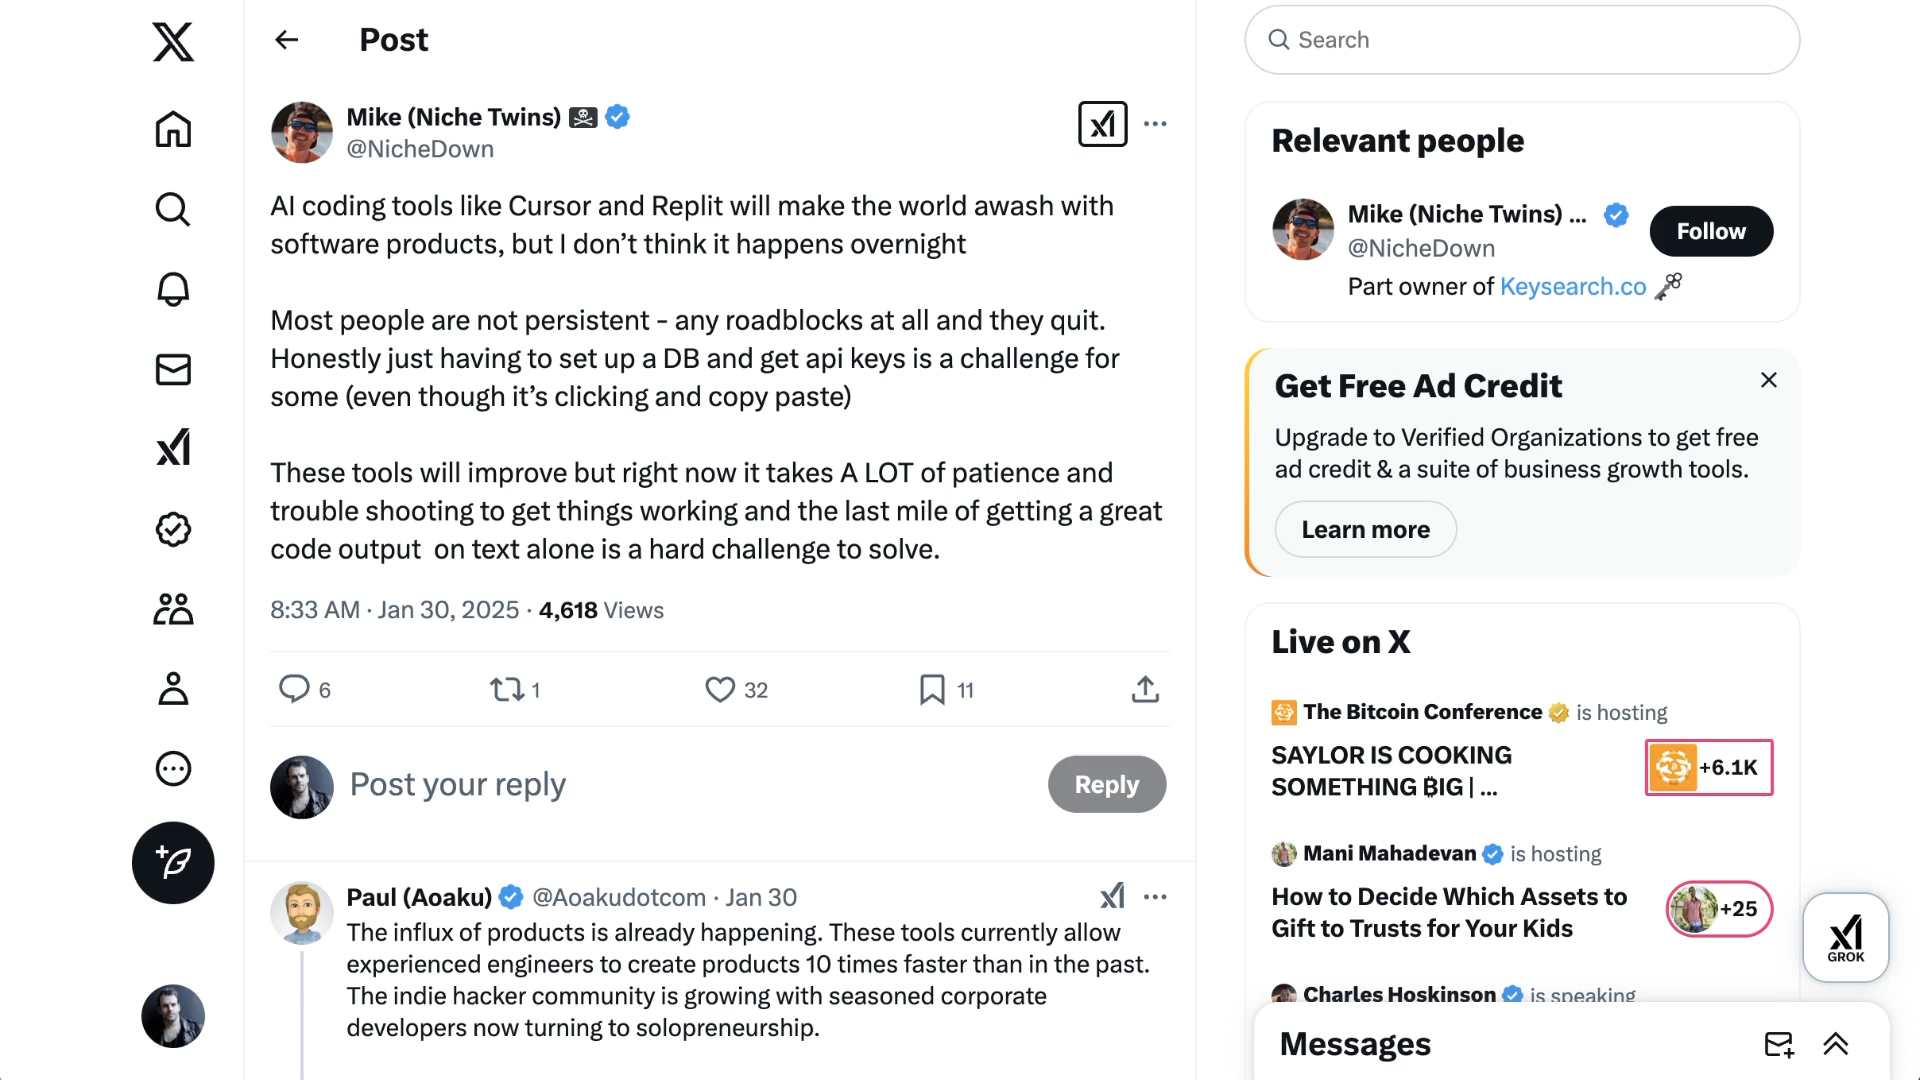 Post
Mike (Niche Twins)
@NicheDown
AI coding tools like Cursor and Replit will make the world awash with
software products, but I don’t think it happens overnight
Most people are not persistent - any roadblocks at all and they quit.
Honestly just having to set up a DB and get api keys is a challenge for
some (even though it’s clicking and copy paste)
These tools will improve but right now it takes A LOT of patience and
trouble shooting to get things working and the last mile of getting a great
code output  on text alone is a hard challenge to solve.
8:33 AM · Jan 30, 2025 · 4,618 Views
6
1
32
11
Post your reply
Reply
Paul (Aoaku) @Aoakudotcom · Jan 30
The influx of products is already happening. These tools currently allow
experienced engineers to create products 10 times faster than in the past.
The indie hacker community is growing with seasoned corporate
developers now turning to solopreneurship.
Search
Relevant people
Mike (Niche Twins) ...
@NicheDown
Follow
Part owner of Keysearch.co
Get Free Ad Credit
Upgrade to Verified Organizations to get free
ad credit & a suite of business growth tools.
Learn more
Live on X
The Bitcoin Conference is hosting
SAYLOR IS COOKING
SOMETHING ₿IG | ...
+6.1K
Mani Mahadevan is hosting
How to Decide Which Assets to
Gift to Trusts for Your Kids
+25
Charles Hoskinson is speaking
GROK
Messages